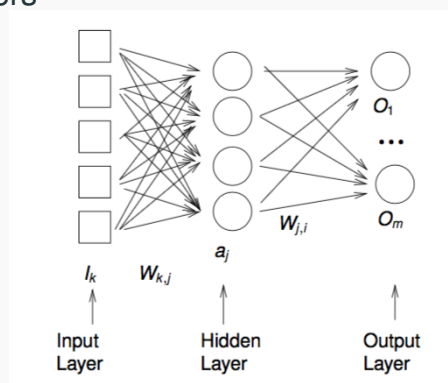 O1
...
Om
Wj,i
aj
Ik
Wk,j
Input
Layer
Hidden
Layer
Output
Layer